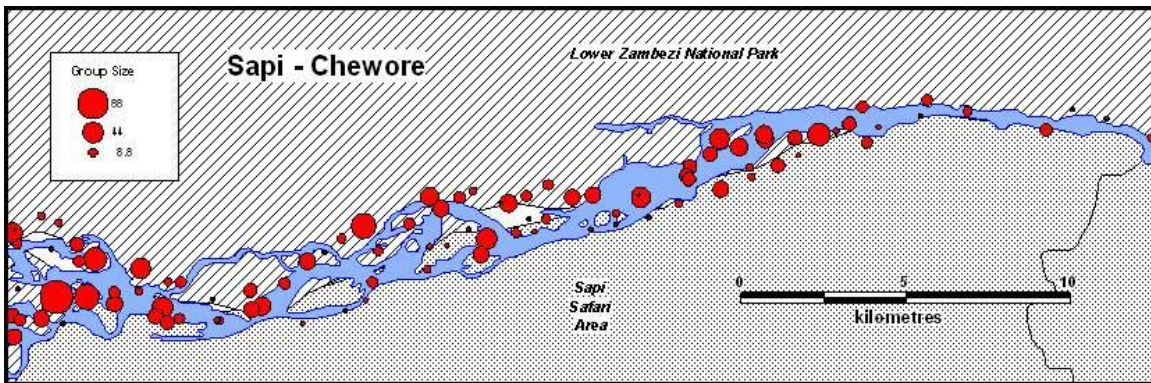 Sapi - Chewore
Lower Zambezi National Park
Group Size
88
44
8.8
Sapi
Safari
Area
0 5 10
kilometres